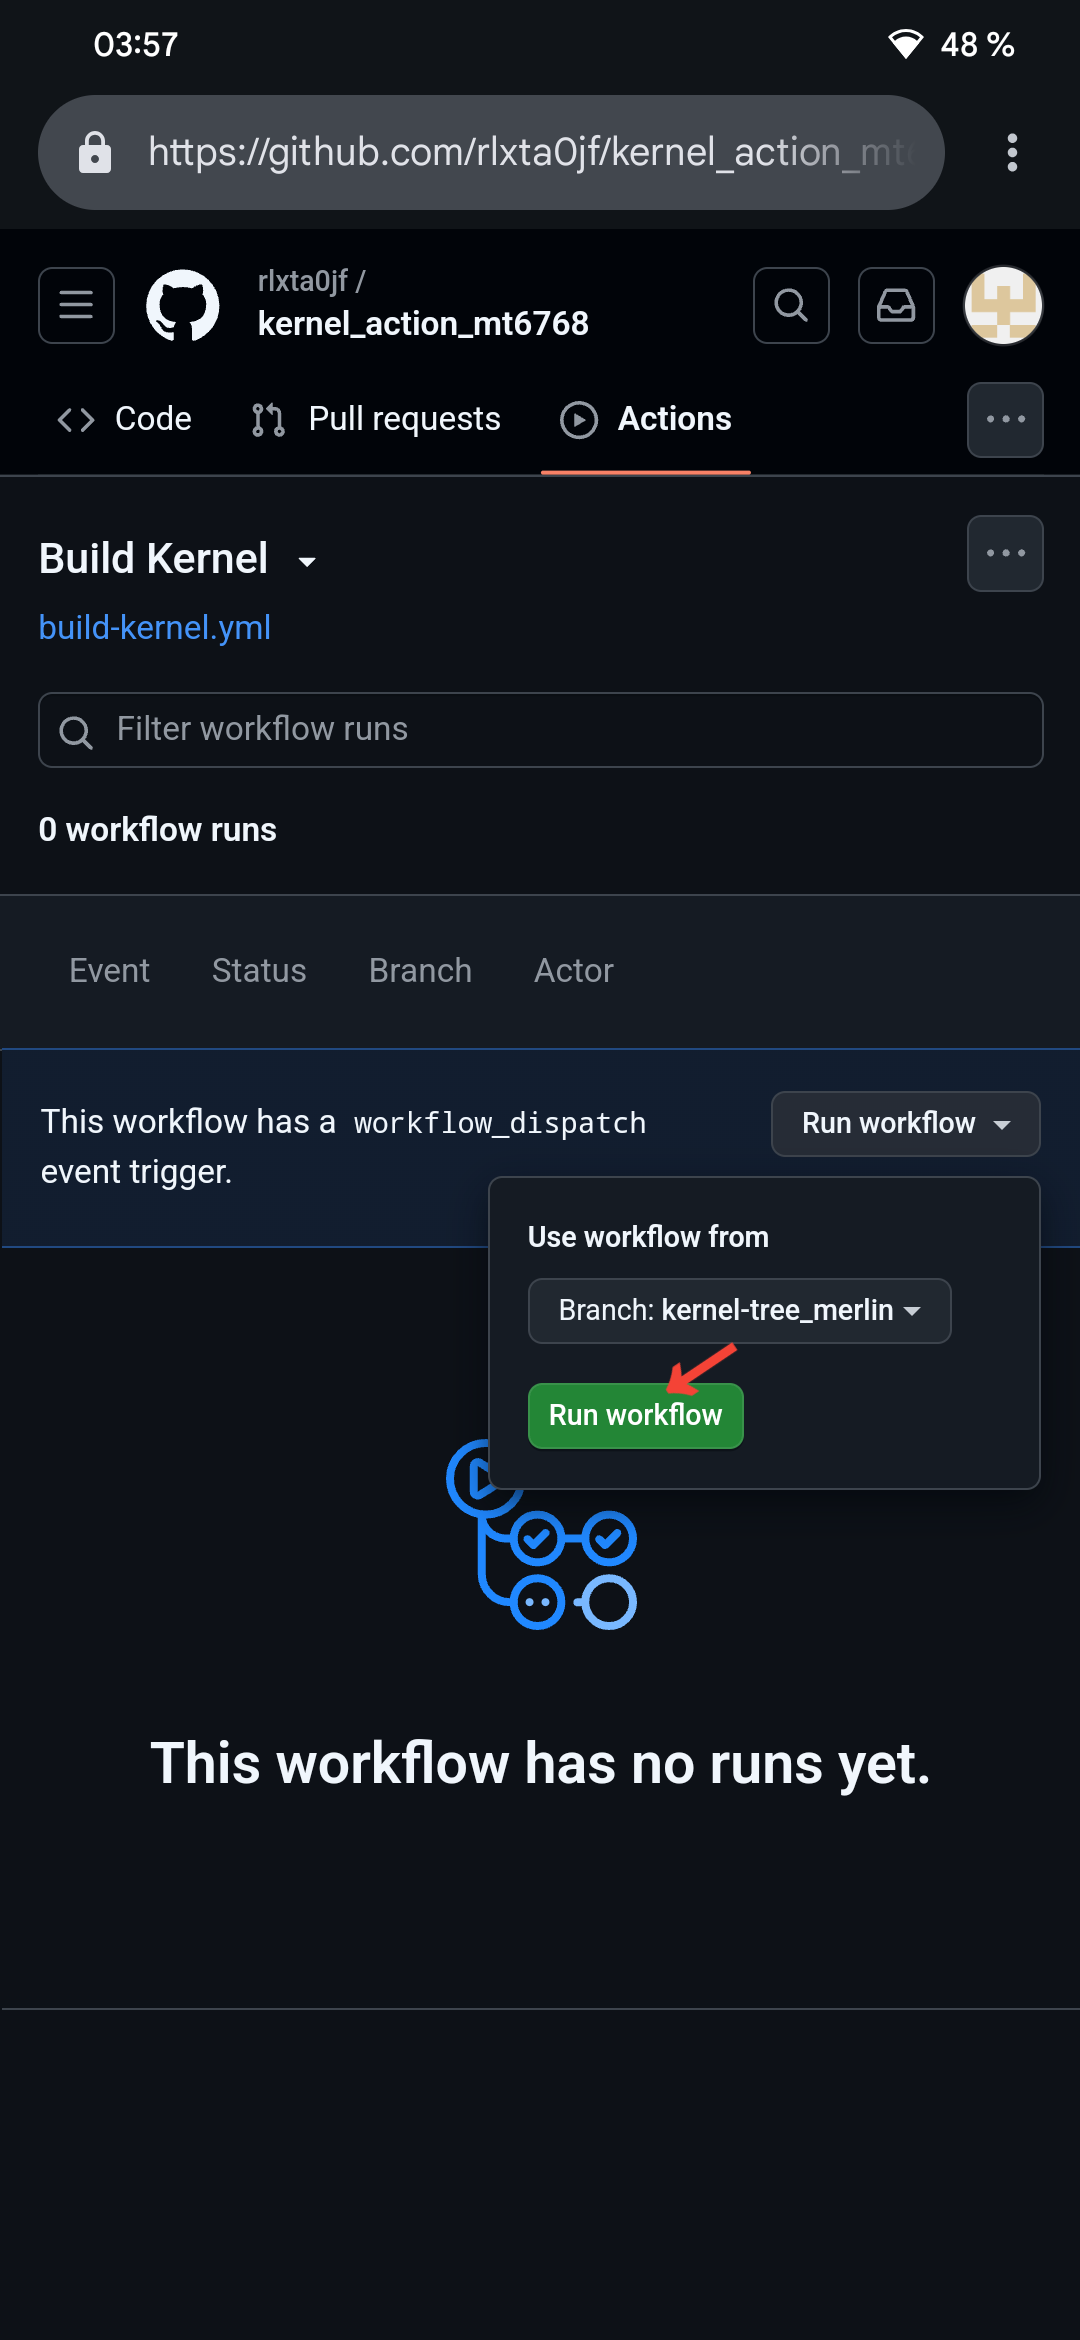 03:57
48 %
https://github.com/rlxta0jf/kernel_action_mt
rlxta0jf /
kernel_action_mt6768
Code
Pull requests
Actions
Build Kernel
build-kernel.yml
Filter workflow runs
0 workflow runs
Event
Status
Branch
Actor
This workflow has a workflow_dispatch
event trigger.
Run workflow
Use workflow from
Branch: kernel-tree_merlin
Run workflow
This workflow has no runs yet.